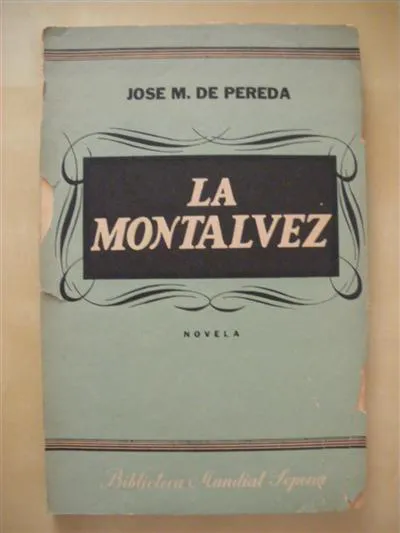 JOSE M. DE PEREDA
LA
MONTALVEZ
NOVELA
Biblioteca Mundial Sopena